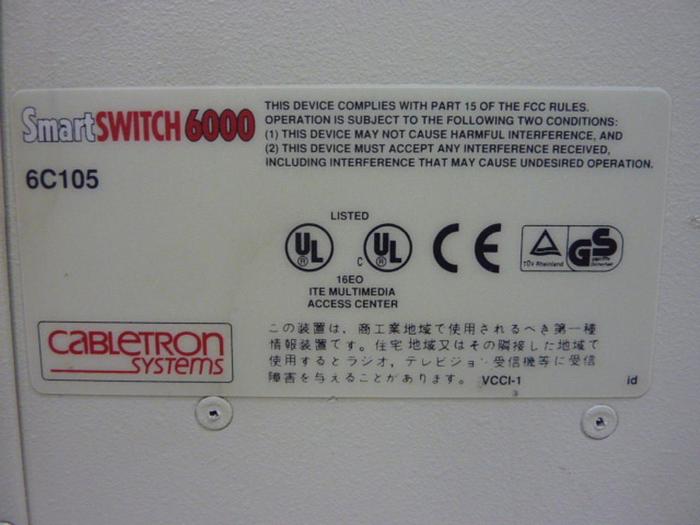 SmartSWITCH 6000
6C105
THIS DEVICE COMPLIES WITH PART 15 OF THE FCC RULES.
OPERATION IS SUBJECT TO THE FOLLOWING TWO CONDITIONS:
(1) THIS DEVICE MAY NOT CAUSE HARMFUL INTERFERENCE, AND
(2) THIS DEVICE MUST ACCEPT ANY INTERFERENCE RECEIVED,
INCLUDING INTERFERENCE THAT MAY CAUSE UNDESIRED OPERATION.
LISTED
UL ® C UL ® CE
TÜV Rheinland
GS
geprüfte
Sicherheit
16EO
ITE MULTIMEDIA
ACCESS CENTER
CABLETRON
SYSTEMS
この装置は、商工業地域で使用されるべき第一種
情報装置です。住宅地域又はその隣接した地域で
使用するとラジオ，テレビジョ 受信機等に受信
障害を与えることがあります。 VCCI-1
id